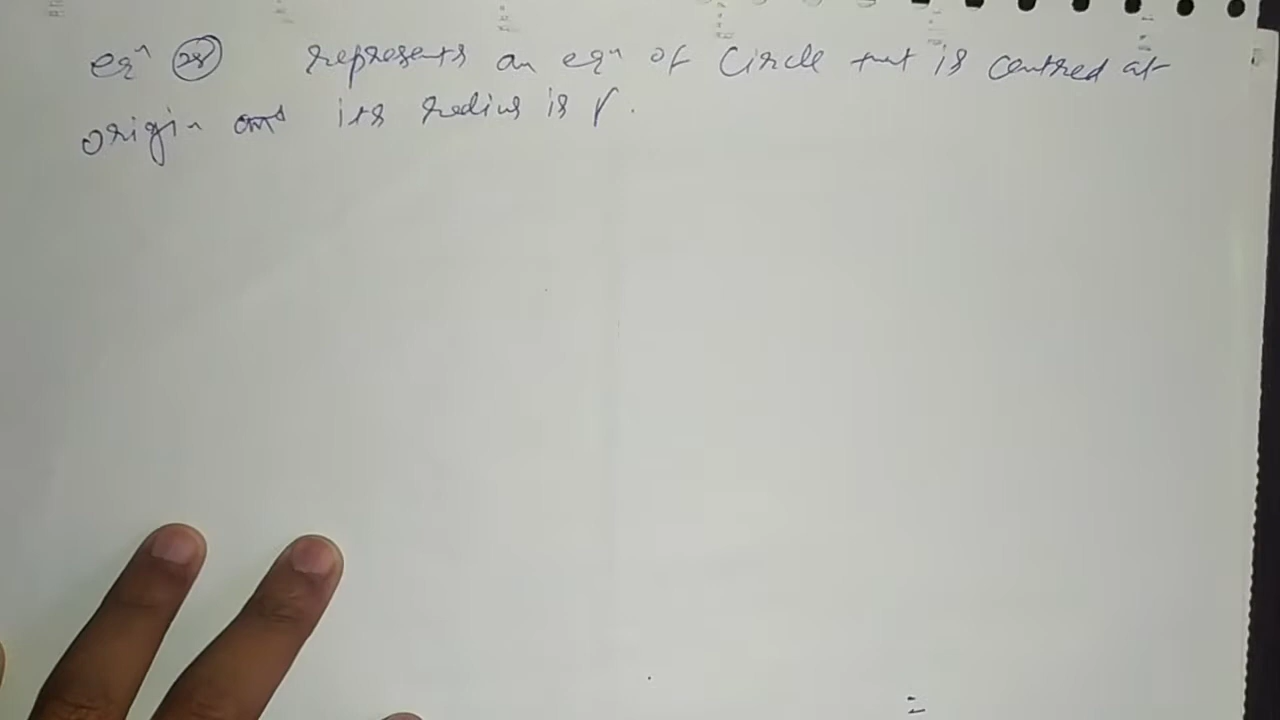 eqⁿ 28 represents an eqⁿ of Circle that is centred at
origin and its radius is r.